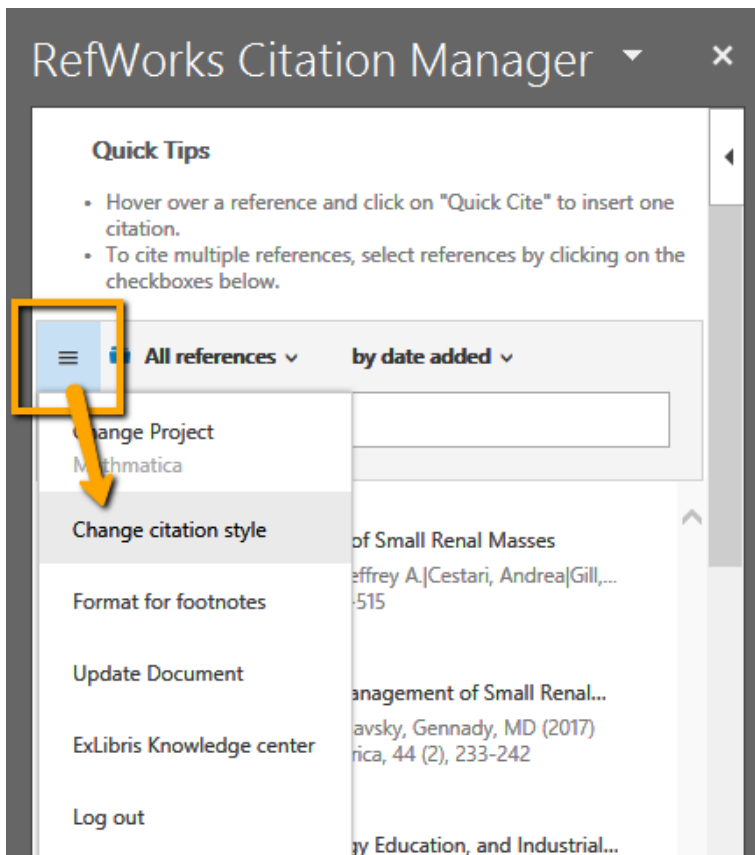 RefWorks Citation Manager
Quick Tips
• Hover over a reference and click on "Quick Cite" to insert one
citation.
• To cite multiple references, select references by clicking on the
checkboxes below.
All references
by date added
Change Project
Mathmatica
Change citation style
of Small Renal Masses
effrey A.|Cestari, Andrea|Gill,...
-515
Format for footnotes
Update Document
anagement of Small Renal...
avsky, Gennady, MD (2017)
rica, 44 (2), 233-242
ExLibris Knowledge center
Log out
gy Education, and Industrial...